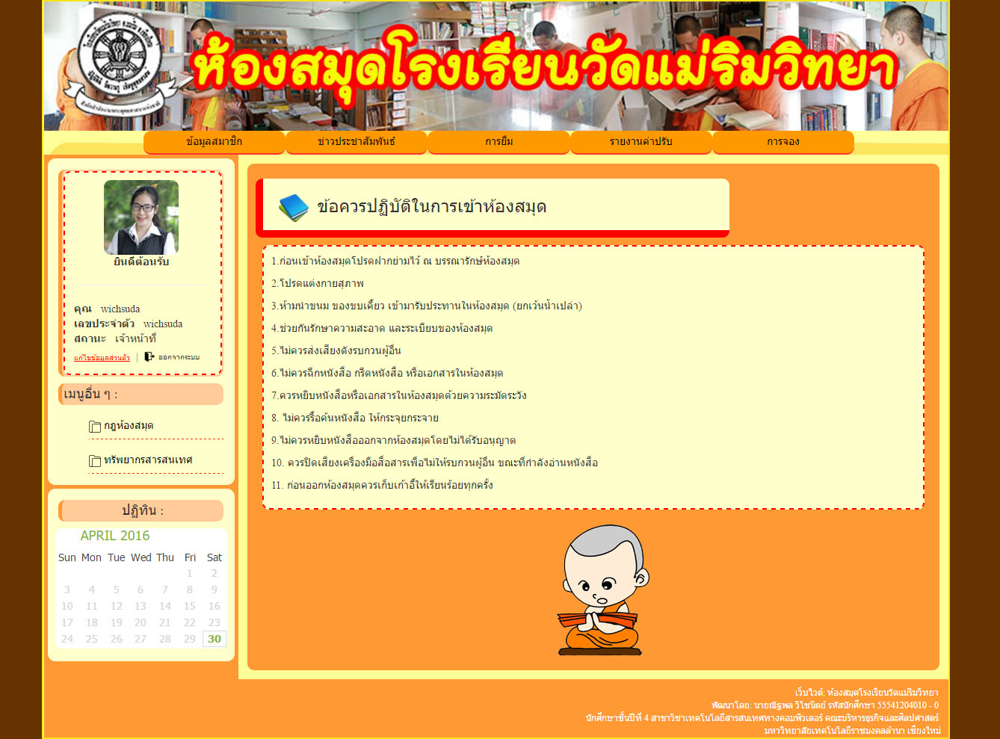 ห้องสมุดโรงเรียนวัดแม่ริมวิทยา
ข้อมูลสมาชิก
ข่าวประชาสัมพันธ์
การยืม
รายงานค่าปรับ
การจอง
ยินดีต้อนรับ
คุณ wichsuda
เลขประจำตัว wichsuda
สถานะ เจ้าหน้าที่
แก้ไขข้อมูลส่วนตัว | ออกจากระบบ
เมนูอื่น ๆ :
กฎห้องสมุด
ทรัพยากรสารสนเทศ
ปฏิทิน :
APRIL 2016
Sun Mon Tue Wed Thu Fri Sat
1 2
3 4 5 6 7 8 9
10 11 12 13 14 15 16
17 18 19 20 21 22 23
24 25 26 27 28 29 30
ข้อควรปฏิบัติในการเข้าห้องสมุด
1.ก่อนเข้าห้องสมุดโปรดฝากย่ามไว้ ณ บรรณารักษ์ห้องสมุด
2.โปรดแต่งกายสุภาพ
3.ห้ามนำขนม ของขบเคี้ยว เข้ามารับประทานในห้องสมุด (ยกเว้นน้ำเปล่า)
4.ช่วยกันรักษาความสะอาด และระเบียบของห้องสมุด
5.ไม่ควรส่งเสียงดังรบกวนผู้อื่น
6.ไม่ควรฉีกหนังสือ กรีดหนังสือ หรือเอกสารในห้องสมุด
7.ควรหยิบหนังสือหรือเอกสารในห้องสมุดด้วยความระมัดระวัง
8. ไม่ควรรื้อค้นหนังสือ ให้กระจุยกระจาย
9.ไม่ควรหยิบหนังสือออกจากห้องสมุดโดยไม่ได้รับอนุญาต
10. ควรปิดเสียงเครื่องมือสื่อสารเพื่อไม่ให้รบกวนผู้อื่น ขณะที่กำลังอ่านหนังสือ
11. ก่อนออกห้องสมุดควรเก็บเก้าอี้ให้เรียบร้อยทุกครั้ง
เว็บไวต์: ห้องสมุดโรงเรียนวัดแม่ริมวิทยา
พัฒนาโดย: นายณัฐพล วิโชนิตย์ รหัสนักศึกษา 55541204010 - 0
นักศึกษาชั้นปีที่ 4 สาขาวิชาเทคโนโลยีสารสนเทศทางคอมพิวเตอร์ คณะบริหารธุรกิจและศิลปศาสตร์
มหาวิทยาลัยเทคโนโลยีราชมงคลล้านา เชียงใหม่